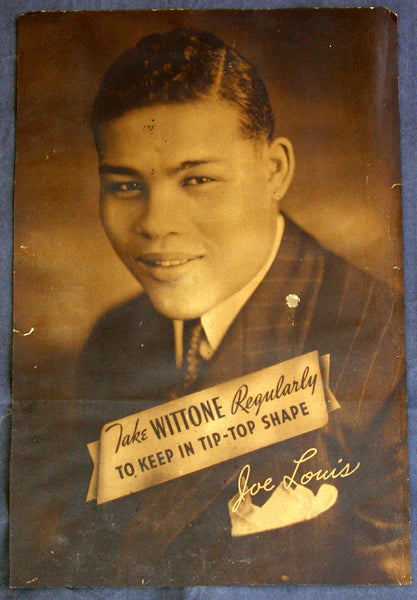 Take WITTONE Regularly
TO KEEP IN TIP-TOP SHAPE
Joe Louis